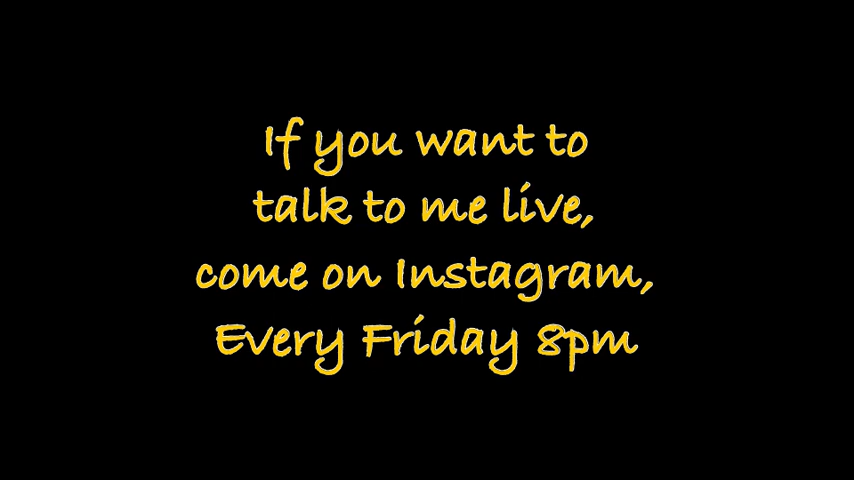 If you want to
talk to me live,
come on Instagram,
Every Friday 8pm